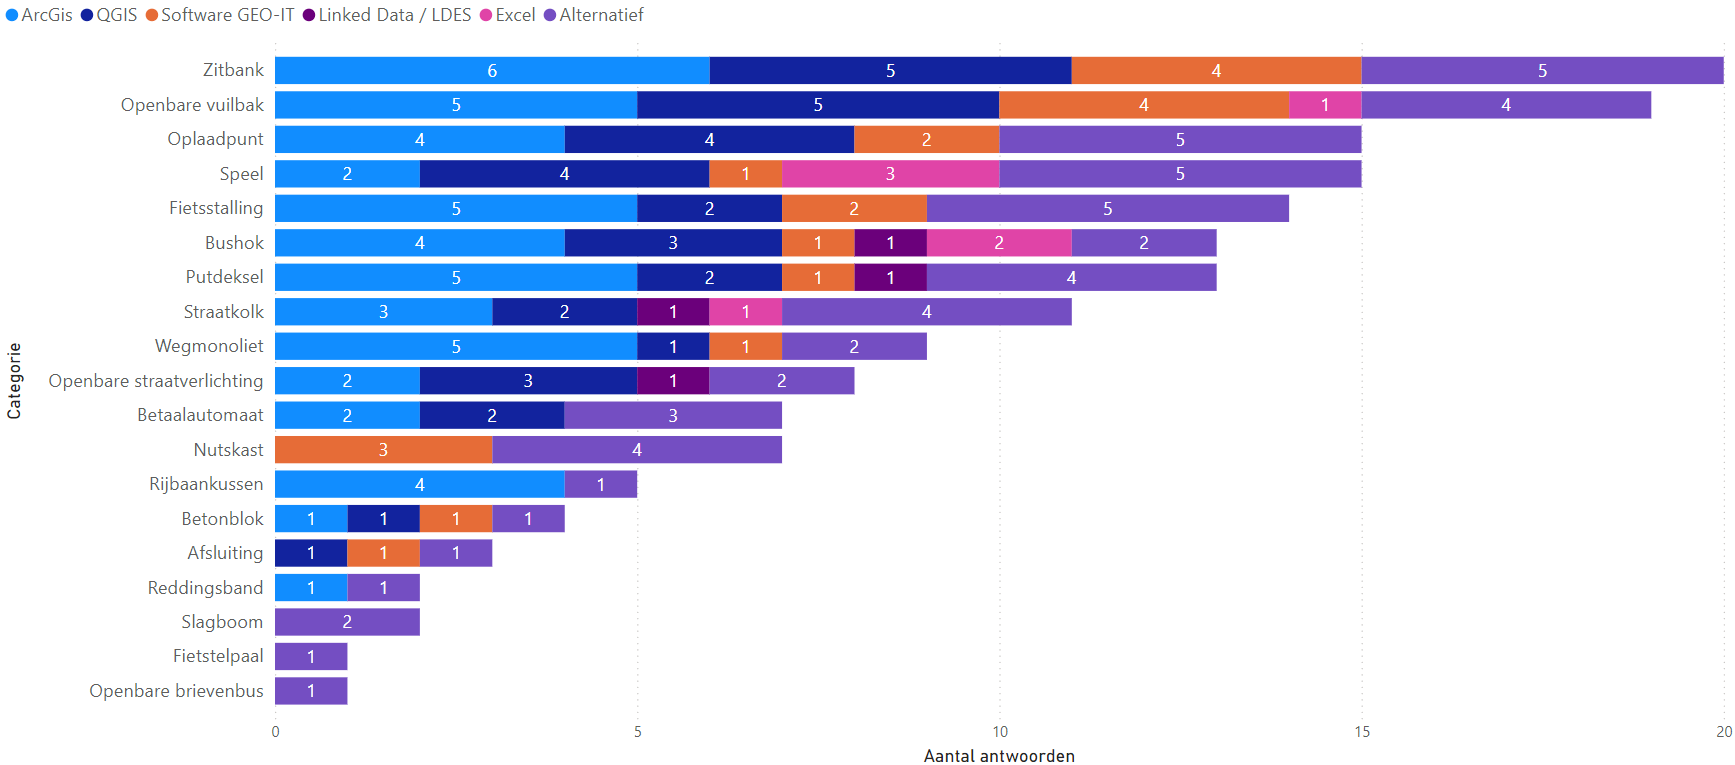 ArcGis QGIS Software GEO-IT Linked Data / LDES Excel Alternatief
Zitbank 6 5 4 5
Openbare vuilbak 5 5 4 1 4
Oplaadpunt 4 4 2 5
Speel 2 4 1 3 5
Fietsstalling 5 2 2 5
Bushok 4 3 1 1 2 2
Putdeksel 5 2 1 1 4
Straatkolk 3 2 1 1 4
Wegmonoliet 5 1 1 2
Openbare straatverlichting 2 3 1 2
Betaalautomaat 2 2 3
Nutskast 3 4
Rijbaankussen 4 1
Betonblok 1 1 1 1
Afsluiting 1 1 1
Reddingsband 1 1
Slagboom 2
Fietstelpaal 1
Openbare brievenbus 1
Categorie
0 5 10 15 20
Aantal antwoorden